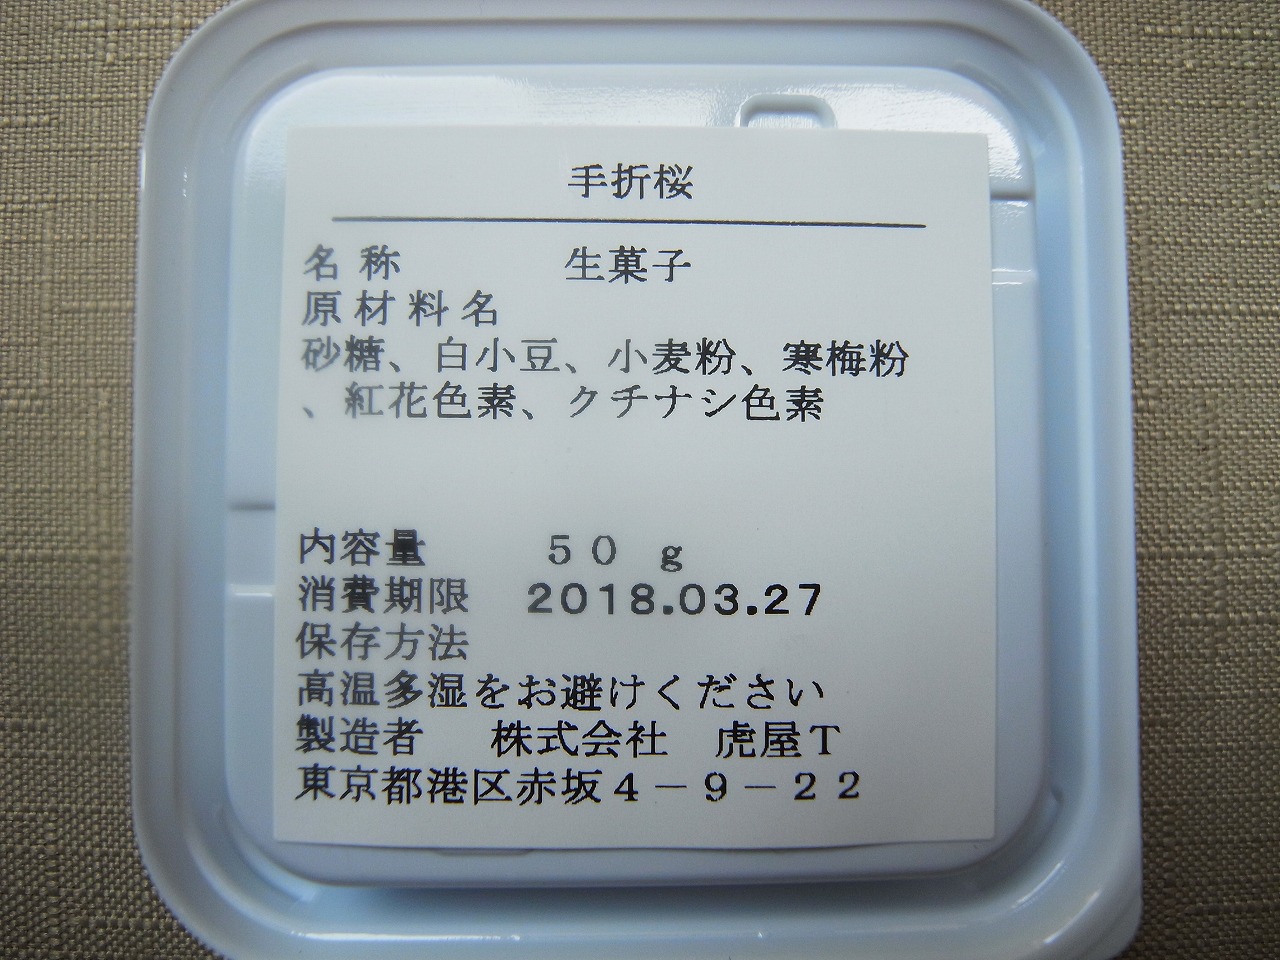 手折桜
名称 生菓子
原材料名
砂糖、白小豆、小麦粉、寒梅粉
、紅花色素、クチナシ色素
内容量 50 g
消費期限 2018.03.27
保存方法
高温多湿をお避けください
製造者 株式会社 虎屋T
東京都港区赤坂4-9-22